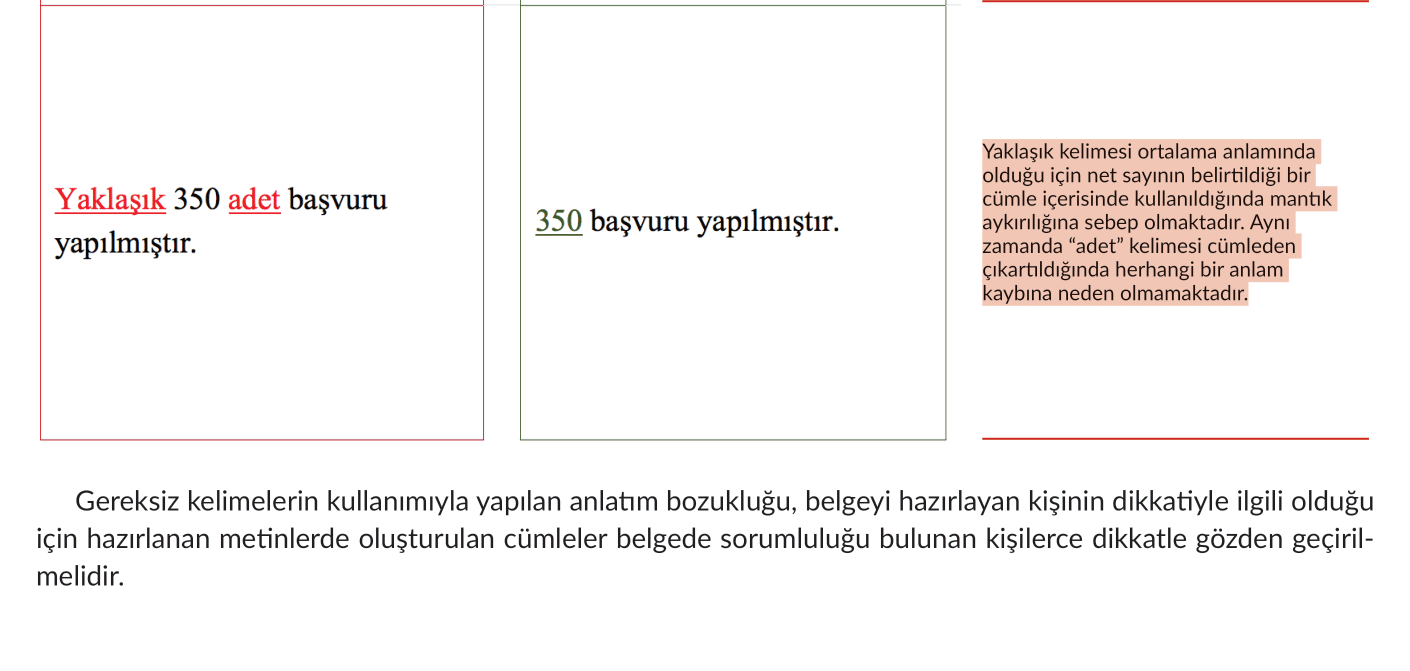 Yaklaşık 350 adet başvuru
yapılmıştır.
350 başvuru yapılmıştır.
Yaklaşık kelimesi ortalama anlamında
olduğu için net sayının belirtildiği bir
cümle içerisinde kullanıldığında mantık
aykırılığına sebep olmaktadır. Aynı
zamanda “adet” kelimesi cümleden
çıkartıldığında herhangi bir anlam
kaybına neden olmamaktadır.
Gereksiz kelimelerin kullanımıyla yapılan anlatım bozukluğu, belgeyi hazırlayan kişinin dikkatiyle ilgili olduğu
için hazırlanan metinlerde oluşturulan cümleler belgede sorumluluğu bulunan kişilerce dikkatle gözden geçiril-
melidir.